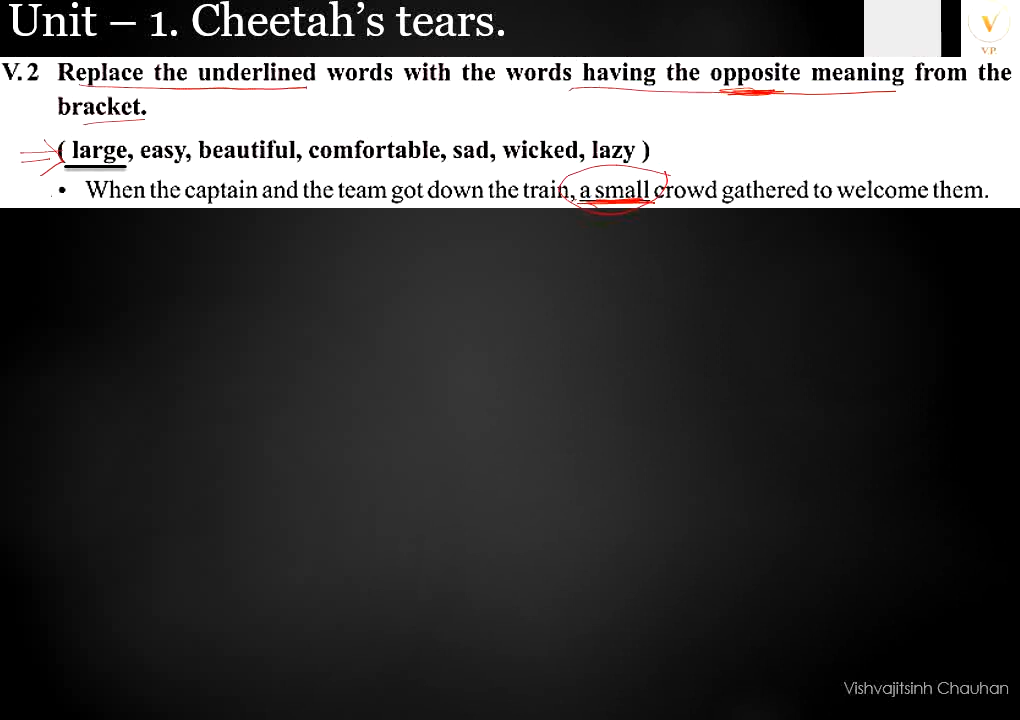 Unit – 1. Cheetah's tears.
V
V.P.
V.2 Replace the underlined words with the words having the opposite meaning from the
bracket.
( large, easy, beautiful, comfortable, sad, wicked, lazy )
• When the captain and the team got down the train, a small crowd gathered to welcome them.
Vishvajitsinh Chauhan